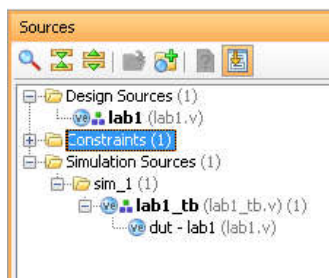 Sources
Design Sources (1)
lab1 (lab1.v)
Constraints (1)
Simulation Sources (1)
sim_1 (1)
lab1_tb (lab1_tb.v) (1)
dut - lab1 (lab1.v)